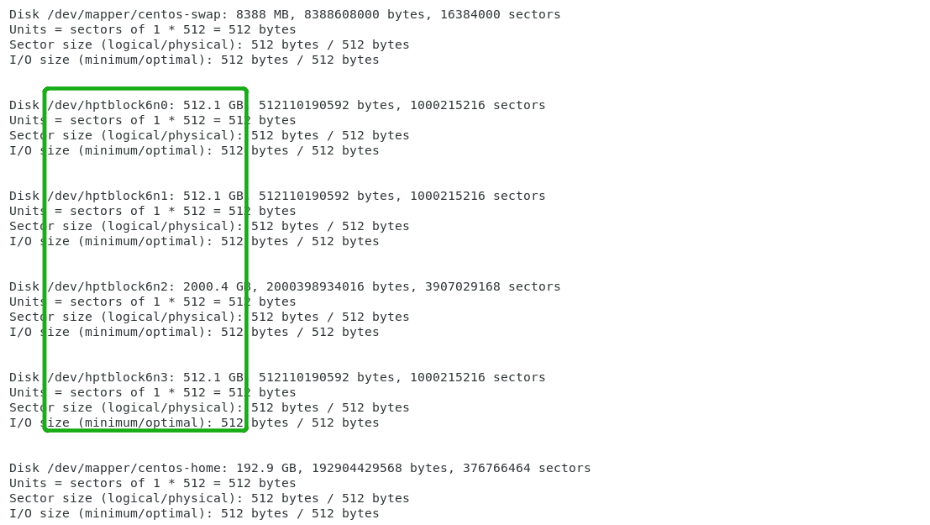 Disk /dev/mapper/centos-swap: 8388 MB, 8388608000 bytes, 16384000 sectors
Units = sectors of 1 * 512 = 512 bytes
Sector size (logical/physical): 512 bytes / 512 bytes
I/O size (minimum/optimal): 512 bytes / 512 bytes
Disk /dev/hptblock6n0: 512.1 GB, 512110190592 bytes, 1000215216 sectors
Units = sectors of 1 * 512 = 512 bytes
Sector size (logical/physical): 512 bytes / 512 bytes
I/O size (minimum/optimal): 512 bytes / 512 bytes
Disk /dev/hptblock6n1: 512.1 GB, 512110190592 bytes, 1000215216 sectors
Units = sectors of 1 * 512 = 512 bytes
Sector size (logical/physical): 512 bytes / 512 bytes
I/O size (minimum/optimal): 512 bytes / 512 bytes
Disk /dev/hptblock6n2: 2000.4 GB, 2000398934016 bytes, 3907029168 sectors
Units = sectors of 1 * 512 = 512 bytes
Sector size (logical/physical): 512 bytes / 512 bytes
I/O size (minimum/optimal): 512 bytes / 512 bytes
Disk /dev/hptblock6n3: 512.1 GB, 512110190592 bytes, 1000215216 sectors
Units = sectors of 1 * 512 = 512 bytes
Sector size (logical/physical): 512 bytes / 512 bytes
I/O size (minimum/optimal): 512 bytes / 512 bytes
Disk /dev/mapper/centos-home: 192.9 GB, 192904429568 bytes, 376766464 sectors
Units = sectors of 1 * 512 = 512 bytes
Sector size (logical/physical): 512 bytes / 512 bytes
I/O size (minimum/optimal): 512 bytes / 512 bytes